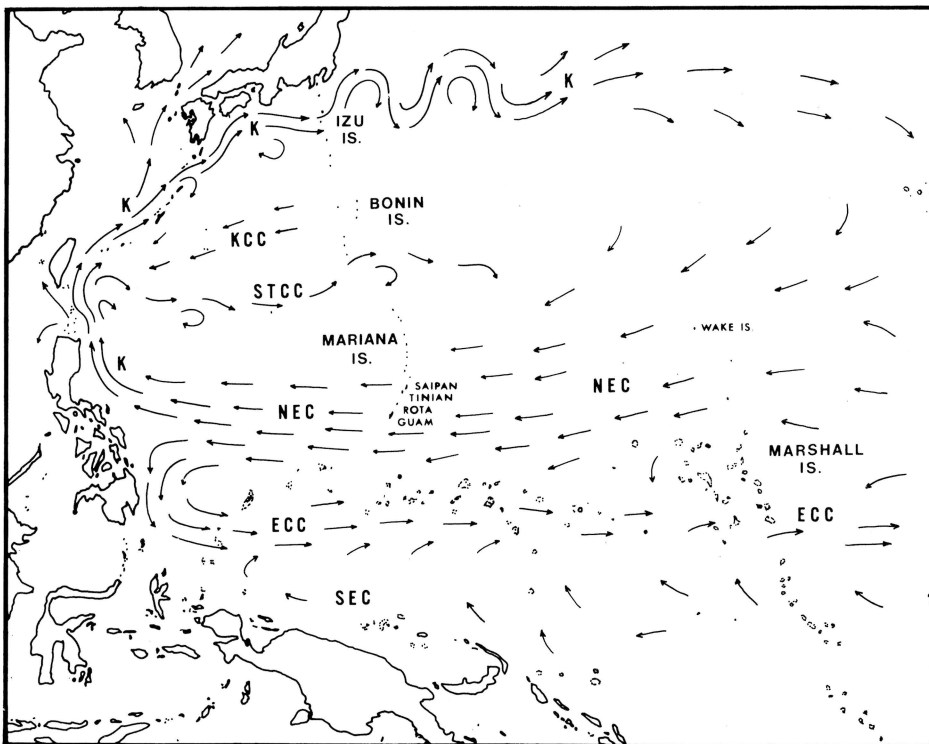 K
IZU
IS.
K
K
BONIN
IS.
KCC
STCC
WAKE IS.
MARIANA
IS.
K
SAIPAN
TINIAN
ROTA
GUAM
NEC
NEC
MARSHALL
IS.
ECC
ECC
SEC